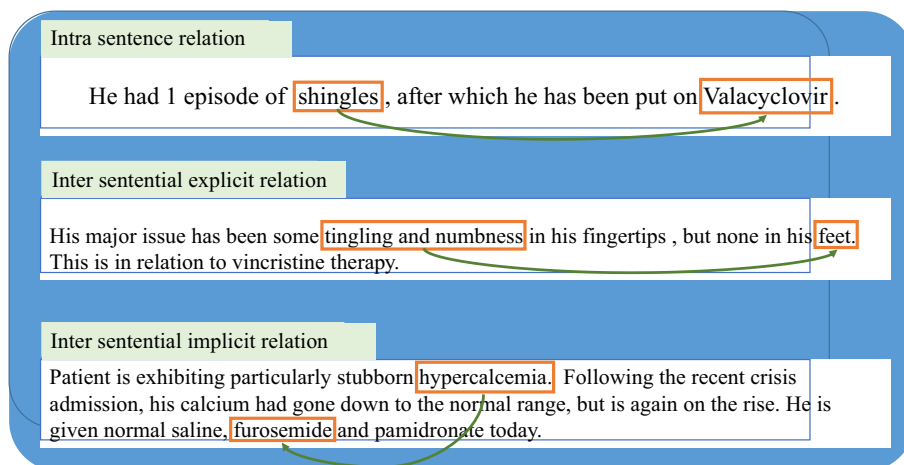 Intra sentence relation
He had 1 episode of shingles , after which he has been put on Valacyclovir .
Inter sentential explicit relation
His major issue has been some tingling and numbness in his fingertips , but none in his feet.
This is in relation to vincristine therapy.
Inter sentential implicit relation
Patient is exhibiting particularly stubborn hypercalcemia. Following the recent crisis
admission, his calcium had gone down to the normal range, but is again on the rise. He is
given normal saline, furosemide and pamidronate today.